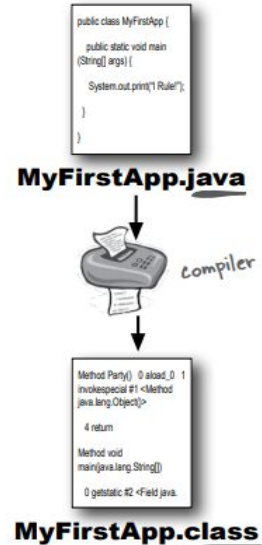 public class MyFirstApp {
public static void main
(String[] args) {
System.out.print("I Rule!");
}
}
MyFirstApp.java
compiler
Method Party() 0 aload_0 1
invokespecial #1 <Method
java.lang.Object()>
4 return
Method void
main(java.lang.String[])
0 getstatic #2 <Field java.
MyFirstApp.class